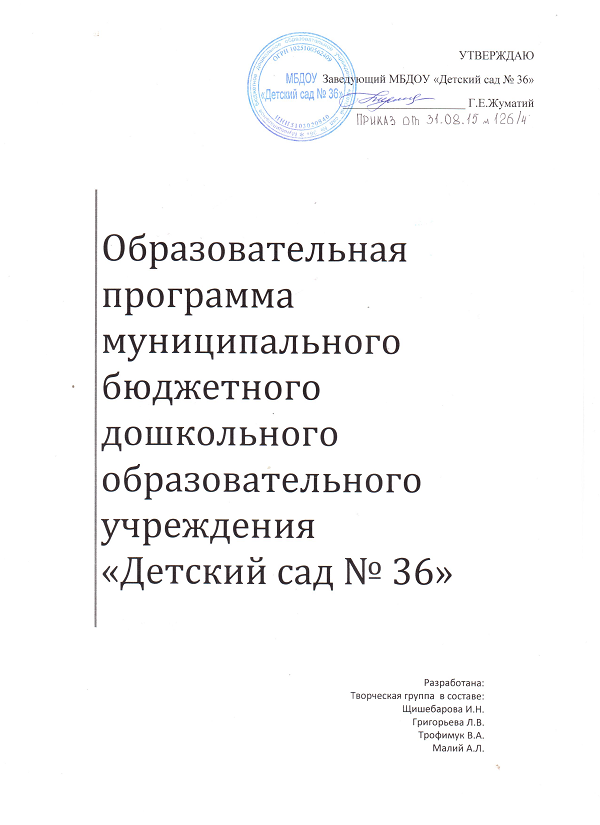 УТВЕРЖДАЮ
Заведующий МБДОУ «Детский сад № 36»
Г.Е.Жуматий
Приказ от 31.08.15 № 126/4
МБДОУ
«Детский сад № 36»
Образовательная
программа
муниципального
бюджетного
дошкольного
образовательного
учреждения
«Детский сад № 36»
Разработана:
Творческая группа в составе:
Щишебарова И.Н.
Григорьева Л.В.
Трофимук В.А.
Малий А.Л.